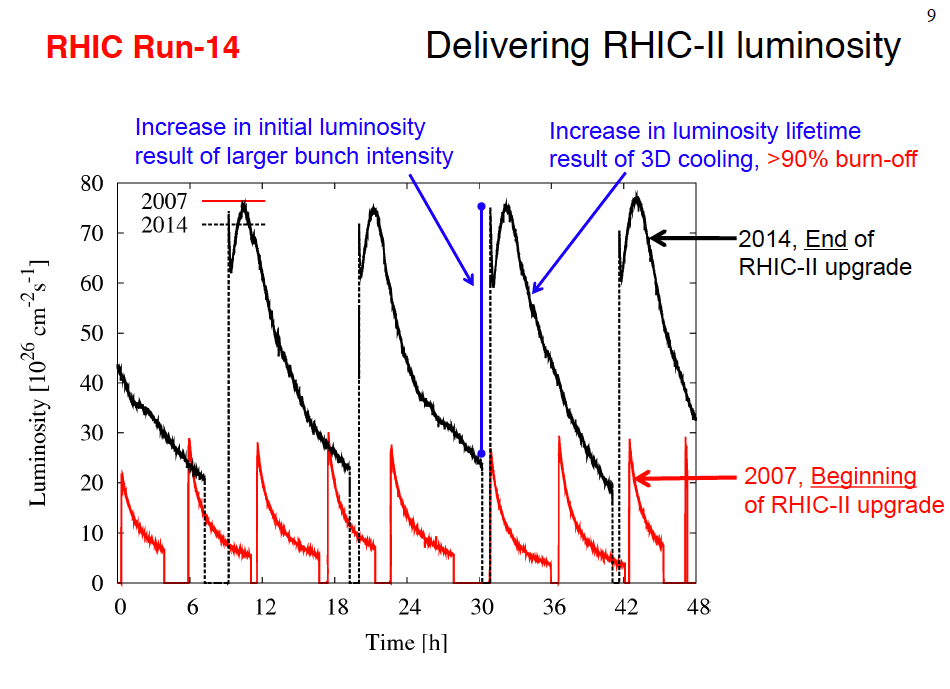 9
RHIC Run-14
Delivering RHIC-II luminosity
Increase in initial luminosity
result of larger bunch intensity
Increase in luminosity lifetime
result of 3D cooling, >90% burn-off
80
70
60
50
40
30
20
10
0
2007
2014
Luminosity [10²⁶ cm⁻²s⁻¹]
2014, End of
RHIC-II upgrade
2007, Beginning
of RHIC-II upgrade
0 6 12 18 24 30 36 42 48
Time [h]